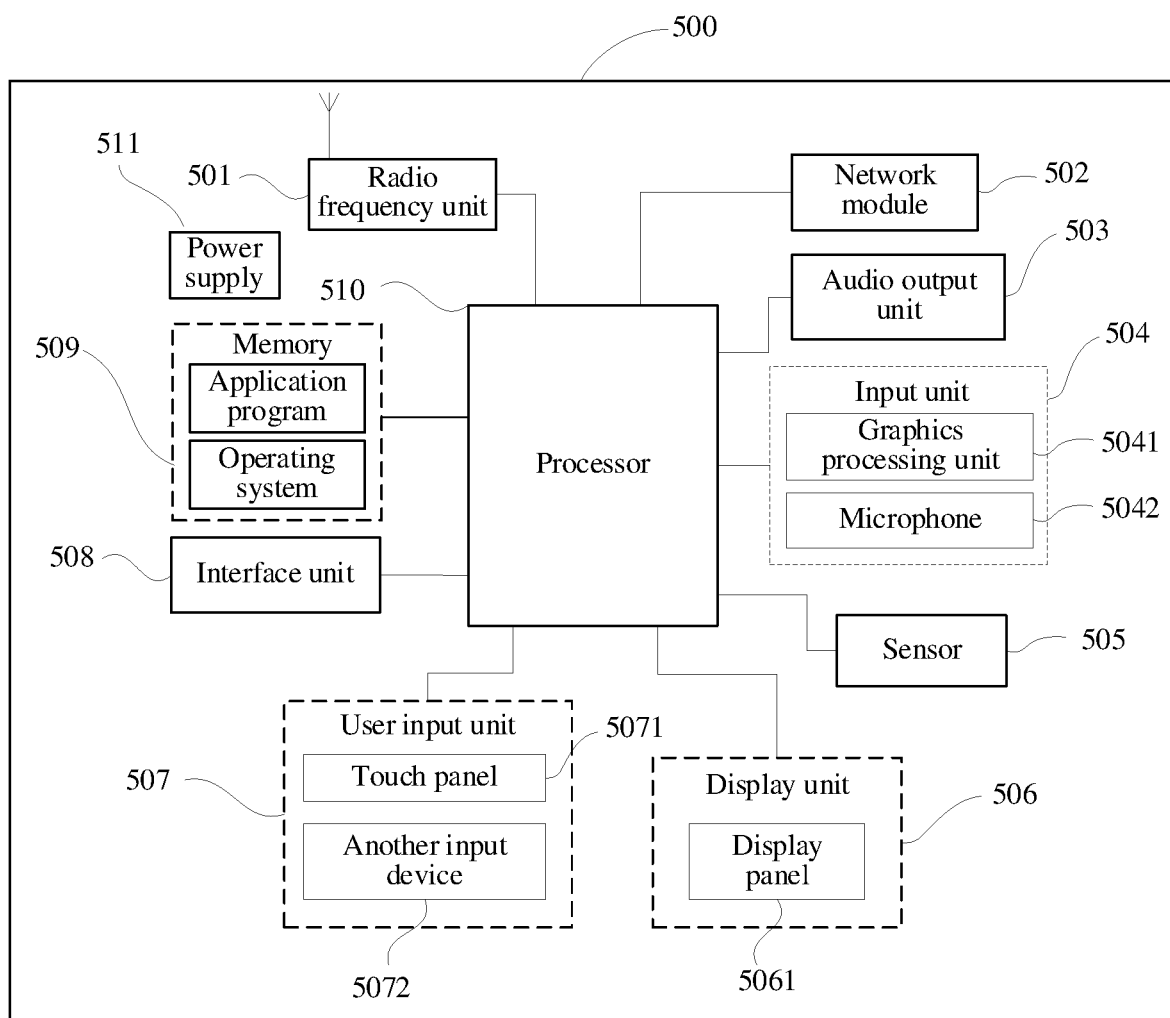 500
511
501
Radio
frequency unit
Network
module
502
503
Power
supply
510
Audio output
unit
509
Memory
Application
program
Operating
system
Processor
504
Input unit
Graphics
processing unit
5041
Microphone
5042
508
Interface unit
Sensor
505
User input unit
5071
Touch panel
507
Another input
device
5072
Display unit
506
Display
panel
5061